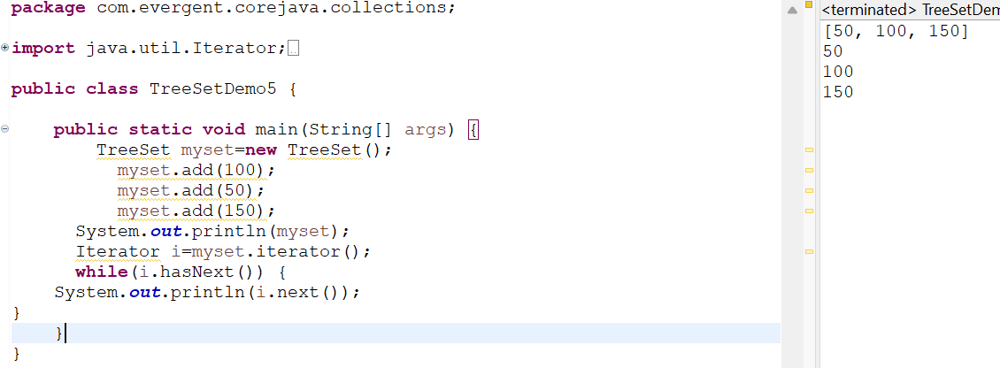 package com.evergent.corejava.collections;
import java.util.Iterator;
public class TreeSetDemo5 {
public static void main(String[] args) {
TreeSet myset=new TreeSet();
myset.add(100);
myset.add(50);
myset.add(150);
System.out.println(myset);
Iterator i=myset.iterator();
while(i.hasNext()) {
System.out.println(i.next());
}
}
}
<terminated> TreeSetDem
[50, 100, 150]
50
100
150